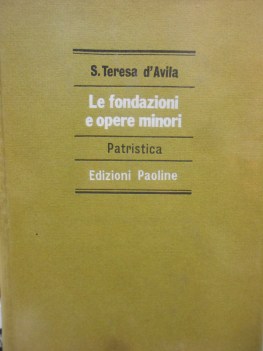 S. Teresa d'Avila
Le fondazioni
e opere minori
Patristica
Edizioni Paoline